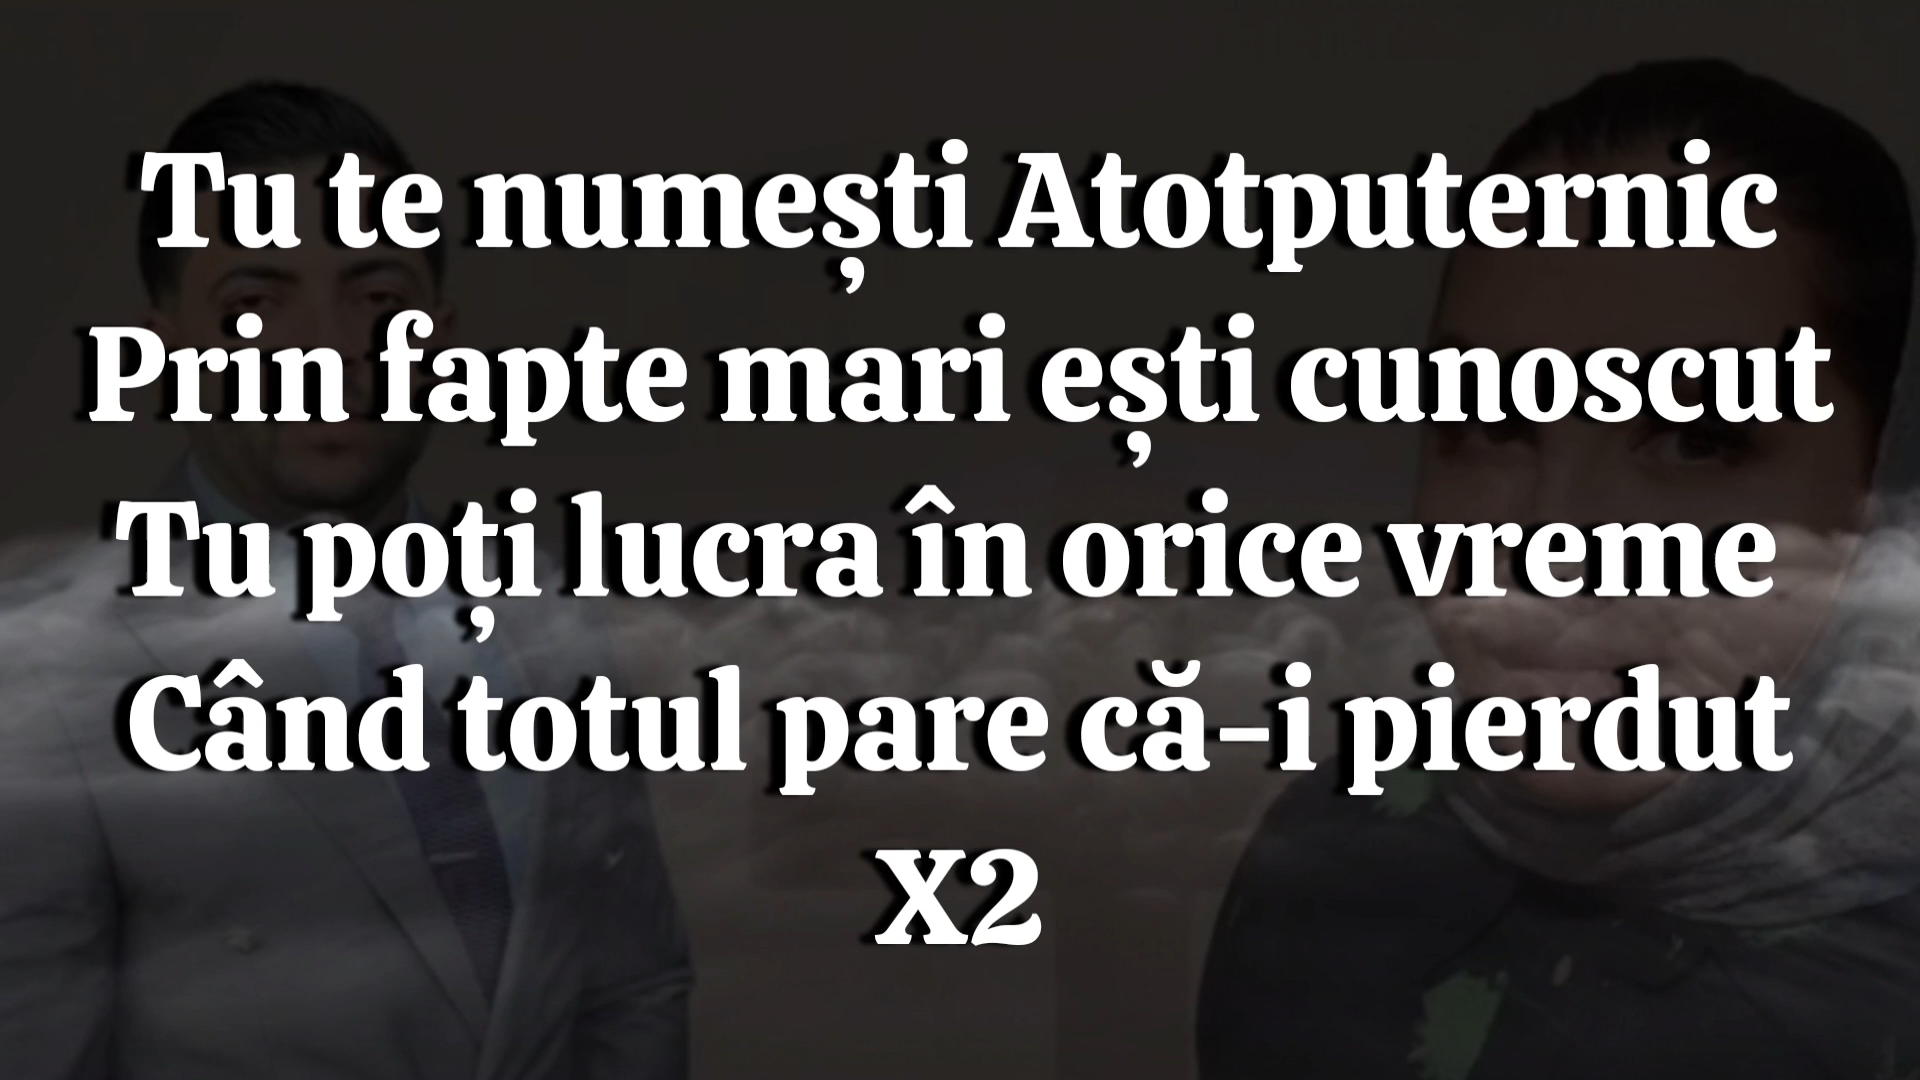 Tu te numești Atotputernic
Prin fapte mari ești cunoscut
Tu poți lucra în orice vreme
Când totul pare că-i pierdut
X2